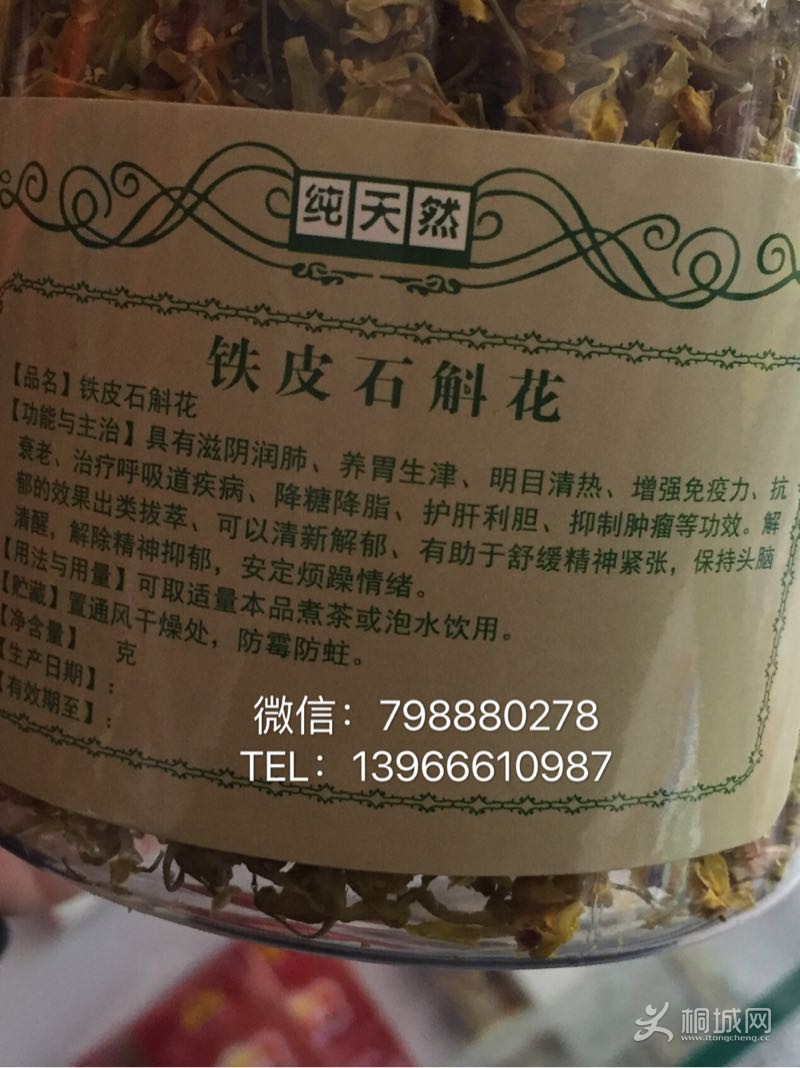 纯天然
铁皮石斛花
【品名】铁皮石斛花
【功能与主治】具有滋阴润肺、养胃生津、明目清热、增强免疫力、抗
衰老、治疗呼吸道疾病、降糖降脂、护肝利胆、抑制肿瘤等功效。解
郁的效果出类拔萃、可以清新解郁、有助于舒缓精神紧张，保持头脑
清醒，解除精神抑郁，安定烦躁情绪。
【用法与用量】可取适量本品煮茶或泡水饮用。
【贮藏】置通风干燥处，防霉防蛀。
【净含量】 克
【生产日期】：
【有效期至】：
微信：798880278
TEL：13966610987
桐城网
www.itongcheng.cc